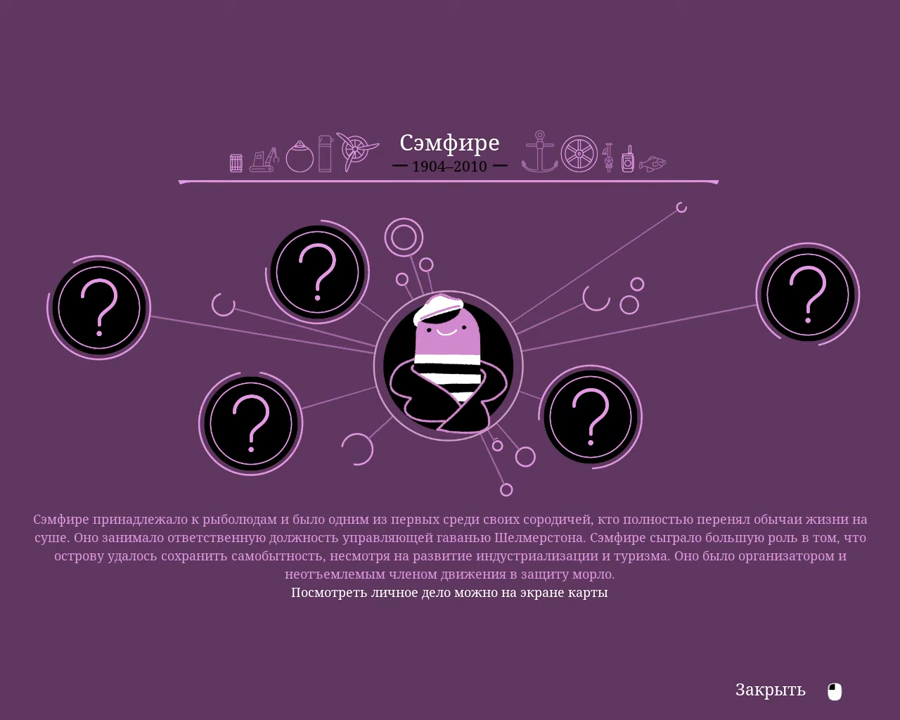 Сэмфире
1904–2010
?
?
?
?
?
Сэмфире принадлежало к рыболюдам и было одним из первых среди своих сородичей, кто полностью перенял обычаи жизни на
суше. Оно занимало ответственную должность управляющей гаванью Шелмерстона. Сэмфире сыграло большую роль в том, что
острову удалось сохранить самобытность, несмотря на развитие индустриализации и туризма. Оно было организатором и
неотъемлемым членом движения в защиту морло.
Посмотреть личное дело можно на экране карты
Закрыть